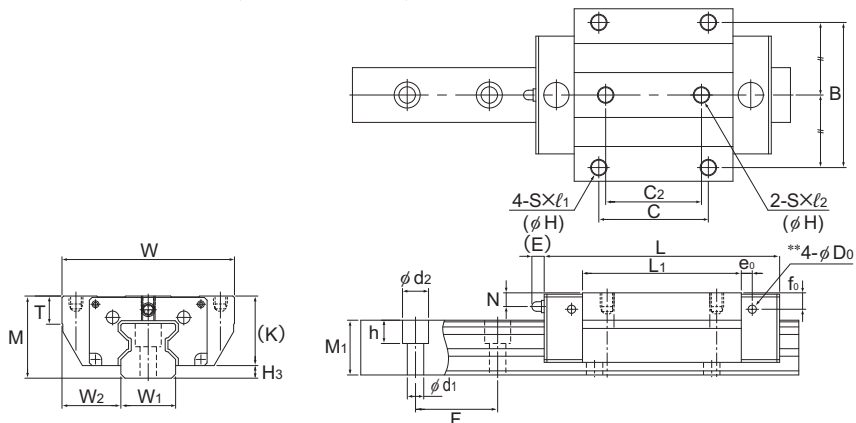 B
4-S×ℓ1
(φH)
C2
C
2-S×ℓ2
(φH)
W
T
M
(K)
H3
W2
W1
(E)
L
L1
e0
**4-φD0
f0
φd2
N
h
M1
φd1
F